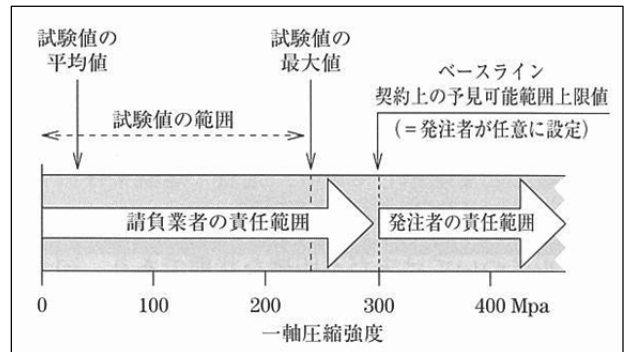 試験値の
平均値
試験値の
最大値
ベースライン
契約上の予見可能範囲上限値
(=発注者が任意に設定)
試験値の範囲
請負業者の責任範囲
発注者の責任範囲
0
100
200
300
400 Mpa
一軸圧縮強度